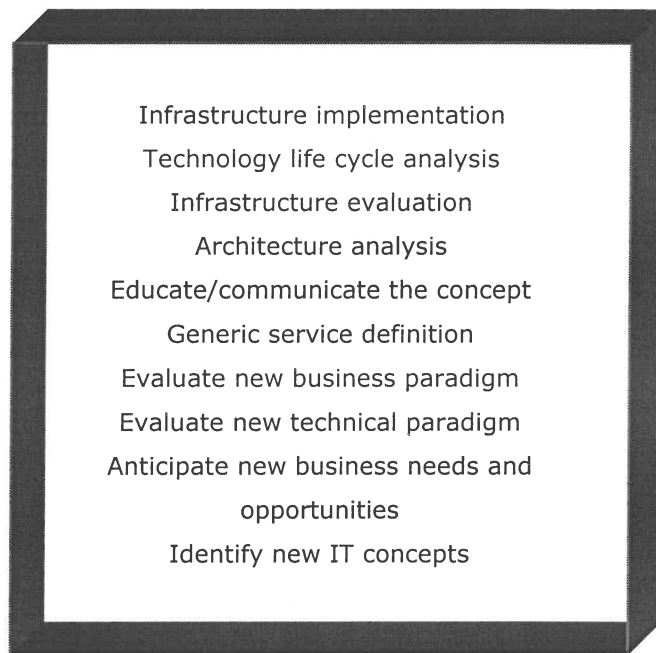 Infrastructure implementation
Technology life cycle analysis
Infrastructure evaluation
Architecture analysis
Educate/communicate the concept
Generic service definition
Evaluate new business paradigm
Evaluate new technical paradigm
Anticipate new business needs and
opportunities
Identify new IT concepts